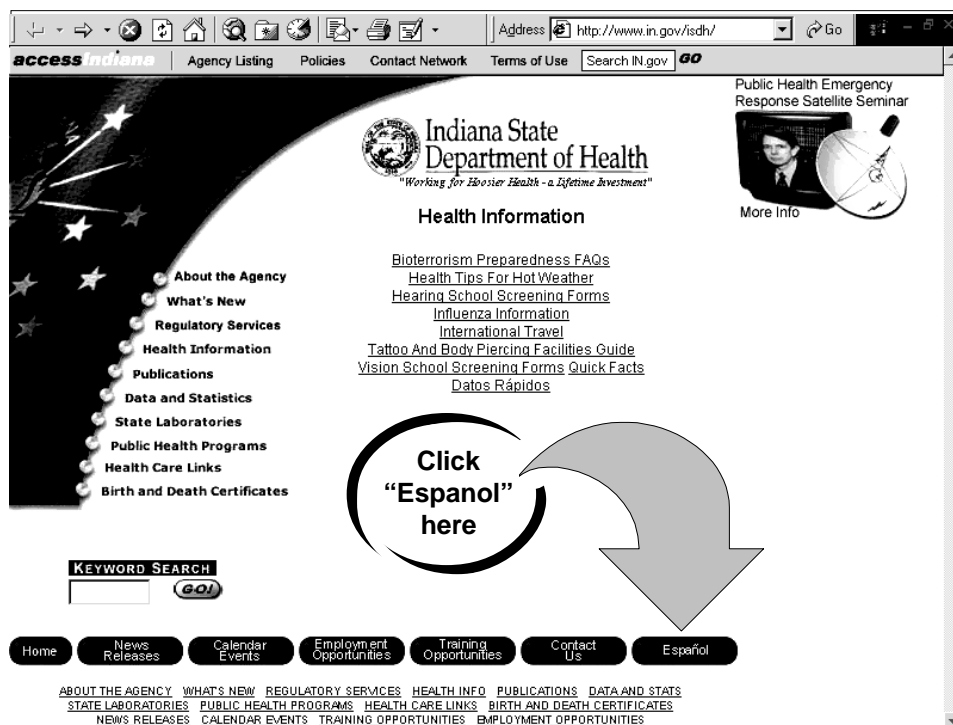 Address http://www.in.gov/isdh/ Go
accessIndiana Agency Listing Policies Contact Network Terms of Use Search IN.gov GO
Public Health Emergency
Response Satellite Seminar
More Info
Indiana State
Department of Health
"Working for Hoosier Health - a Lifetime Investment"
Health Information
Bioterrorism Preparedness FAQs
Health Tips For Hot Weather
Hearing School Screening Forms
Influenza Information
International Travel
Tattoo And Body Piercing Facilities Guide
Vision School Screening Forms Quick Facts
Datos Rápidos
About the Agency
What's New
Regulatory Services
Health Information
Publications
Data and Statistics
State Laboratories
Public Health Programs
Health Care Links
Birth and Death Certificates
Click
“Espanol”
here
KEYWORD SEARCH
GO!
Home
News
Releases
Calendar
Events
Employment
Opportunities
Training
Opportunities
Contact
Us
Español
ABOUT THE AGENCY WHAT'S NEW REGULATORY SERVICES HEALTH INFO PUBLICATIONS DATA AND STATS
STATE LABORATORIES PUBLIC HEALTH PROGRAMS HEALTH CARE LINKS BIRTH AND DEATH CERTIFICATES
NEWS RELEASES CALENDAR EVENTS TRAINING OPPORTUNITIES EMPLOYMENT OPPORTUNITIES